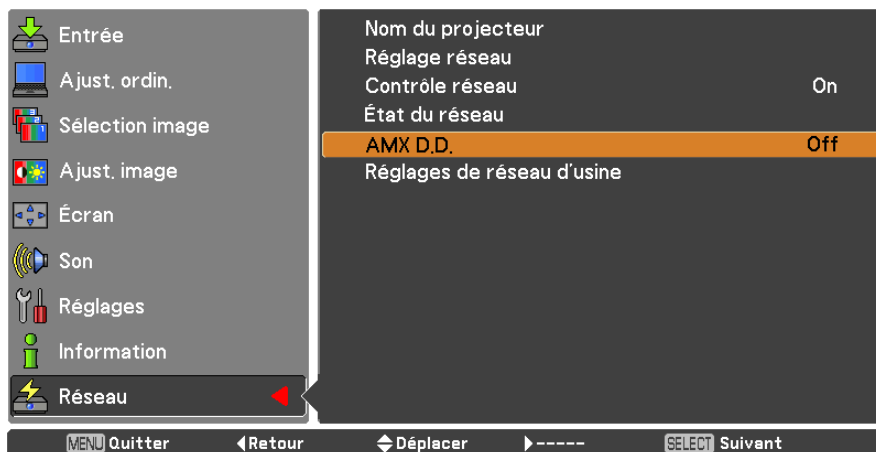 Entrée
Ajust. ordin.
Sélection image
Ajust. image
Écran
Son
Réglages
Information
Réseau
Nom du projecteur
Réglage réseau
Contrôle réseau On
État du réseau
AMX D.D. Off
Réglages de réseau d'usine
MENU Quitter Retour Déplacer ----- SELECT Suivant